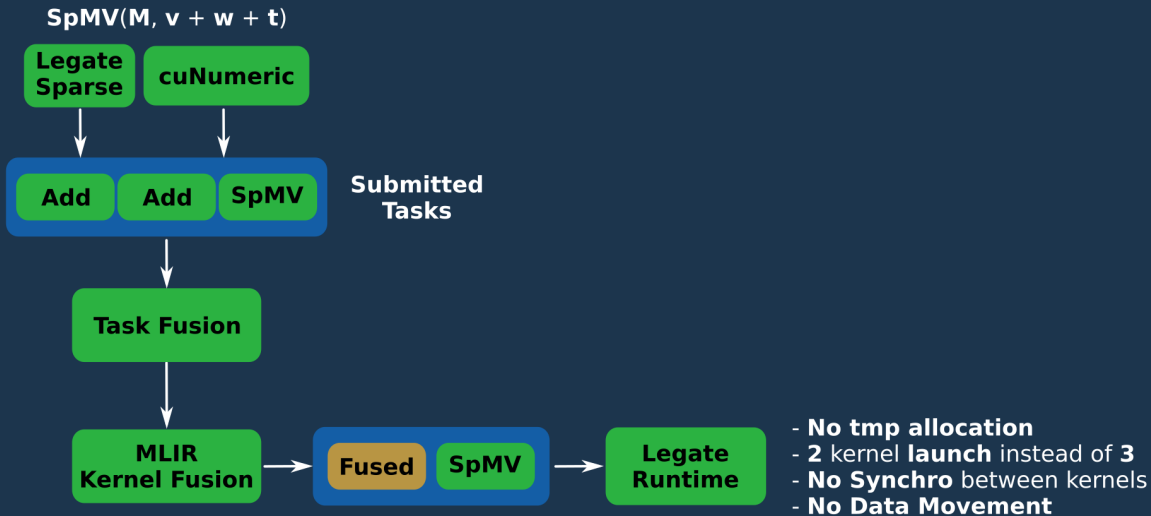 SpMV(M, v + w + t)
Legate
Sparse
cuNumeric
Add
Add
SpMV
Submitted
Tasks
Task Fusion
MLIR
Kernel Fusion
Fused
SpMV
Legate
Runtime
- No tmp allocation
- 2 kernel launch instead of 3
- No Synchro between kernels
- No Data Movement